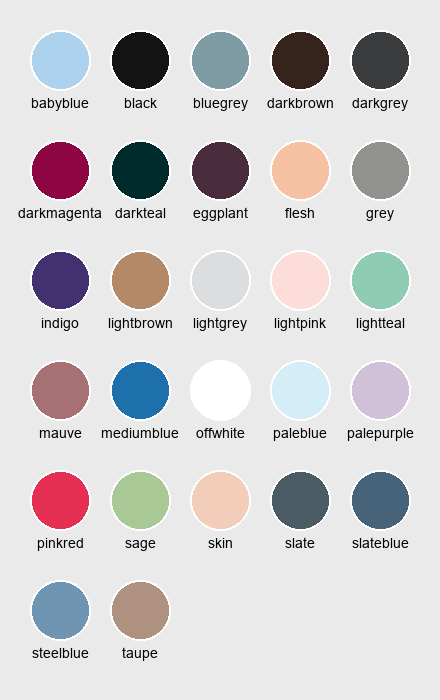 babyblue black bluegrey darkbrown darkgrey
darkmagenta darkteal eggplant flesh grey
indigo lightbrown lightgrey lightpink lightteal
mauve mediumblue offwhite paleblue palepurple
pinkred sage skin slate slateblue
steelblue taupe